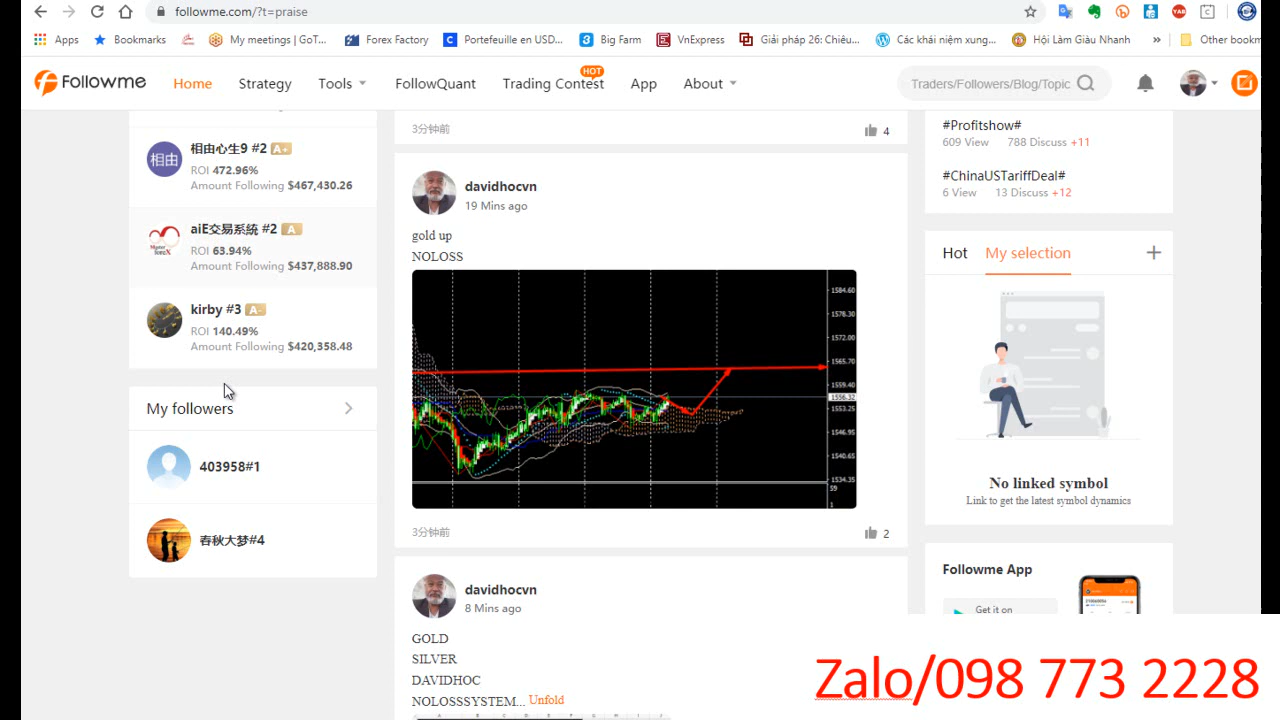 followme.com/?t=praise
Apps
Bookmarks
My meetings | GoT...
Forex Factory
Portefeuille en USD...
Big Farm
VnExpress
Giải pháp 26: Chiêu...
Các khái niệm xung...
Hội Làm Giàu Nhanh
»
Other bookm
Followme
Home
Strategy
Tools
FollowQuant
Trading Contest
HOT
App
About
Traders/Followers/Blog/Topic
相由
相由心生9 #2 A+
ROI 472.96%
Amount Following $467,430.26
aiE交易系統 #2 A
ROI 63.94%
Amount Following $437,888.90
kirby #3 A-
ROI 140.49%
Amount Following $420,358.48
My followers
403958#1
春秋大梦#4
3分钟前
4
davidhocvn
19 Mins ago
gold up
NOLOSS
1584.60
1578.30
1572.00
1565.70
1559.40
1556.32
1553.25
1546.95
1540.65
1534.35
59
1
3分钟前
2
davidhocvn
8 Mins ago
GOLD
SILVER
DAVIDHOC
NOLOSSSYSTEM... Unfold
#Profitshow#
609 View 788 Discuss +11
#ChinaUSTariffDeal#
6 View 13 Discuss +12
Hot
My selection
No linked symbol
Link to get the latest symbol dynamics
Followme App
Get it on
Zalo/098 773 2228